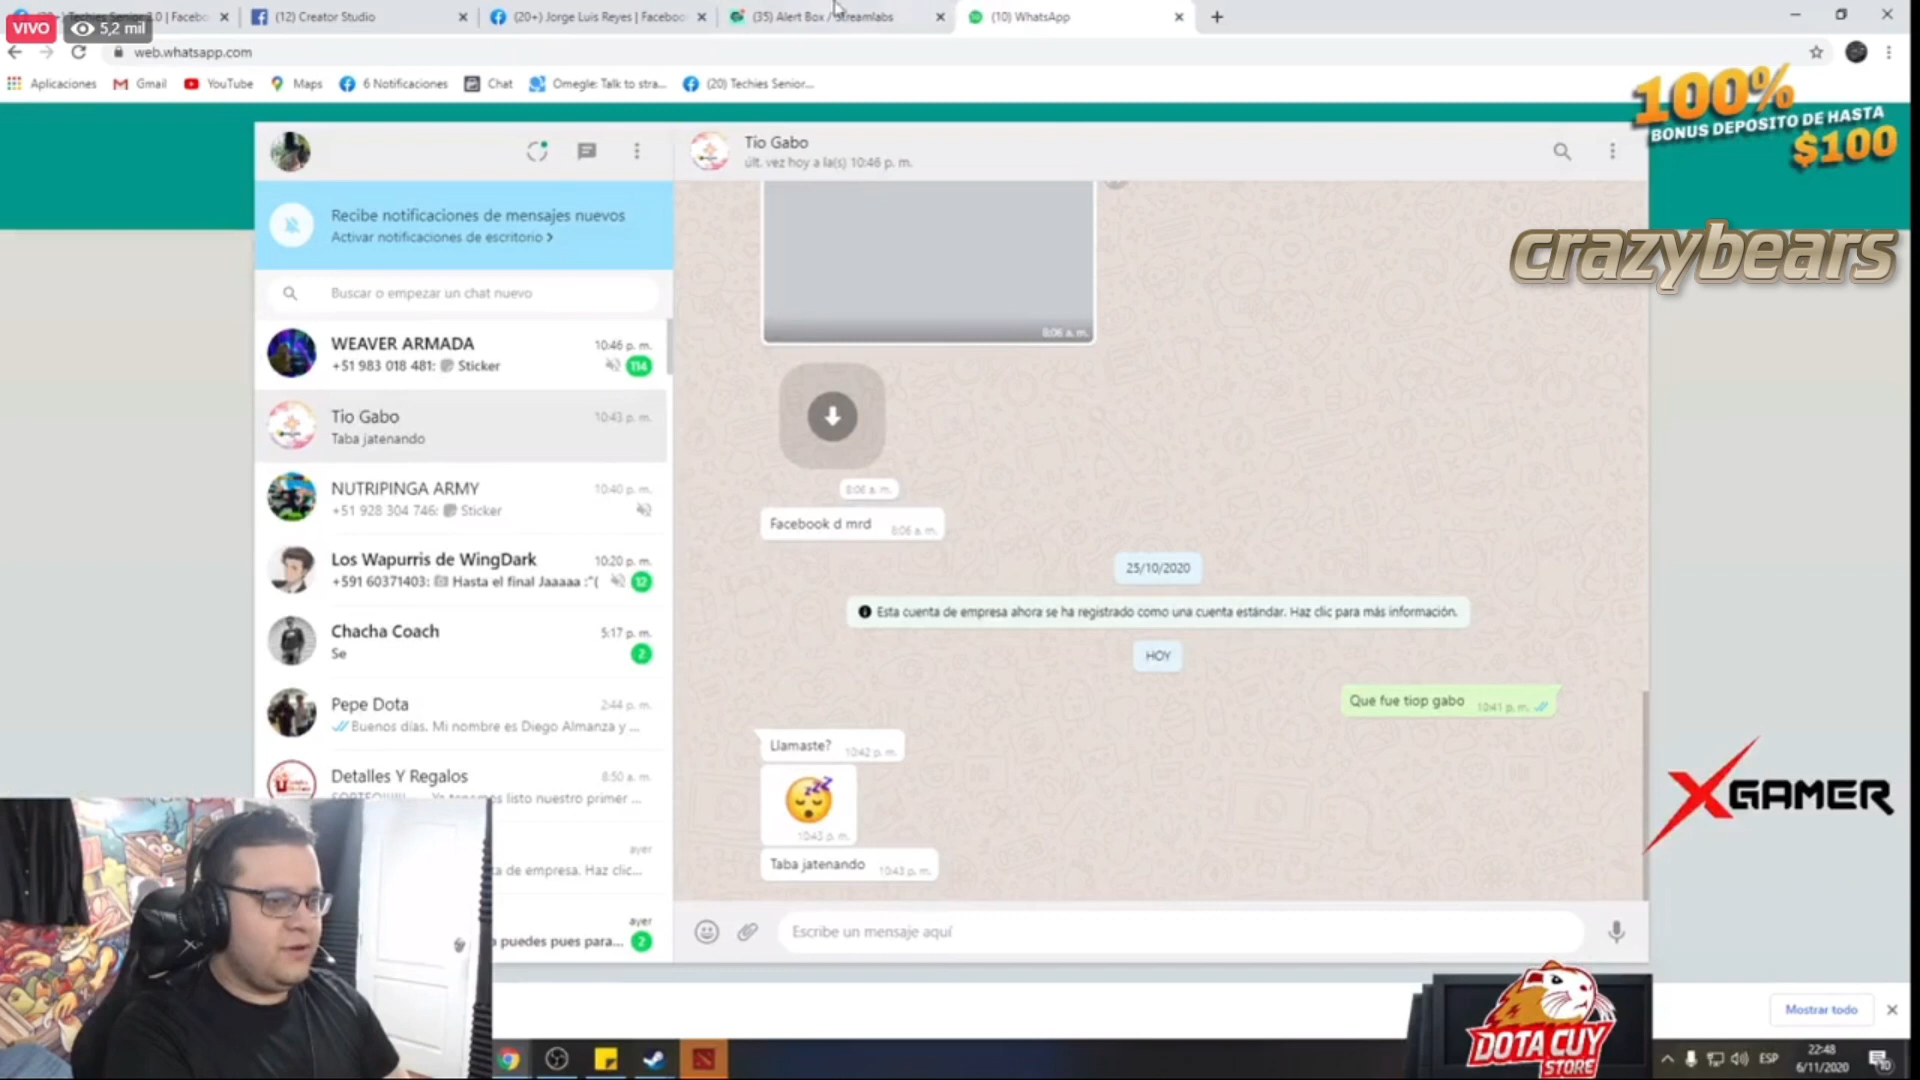 VIVO
5,2 mil
Techies Senior 2.0 | Facebo
(12) Creator Studio
(20+) Jorge Luis Reyes | Faceboo
(35) Alert Box / Streamlabs
(10) WhatsApp
web.whatsapp.com
Aplicaciones
Gmail
YouTube
Maps
6 Notificaciones
Chat
Omegle: Talk to stra...
(20) Techies Senior...
100%
BONUS DEPOSITO DE HASTA
$100
crazybears
Recibe notificaciones de mensajes nuevos
Activar notificaciones de escritorio >
Buscar o empezar un chat nuevo
WEAVER ARMADA
10:46 p. m.
+51 983 018 481: Sticker
114
Tio Gabo
10:43 p. m.
Taba jatenando
NUTRIPINGA ARMY
10:40 p. m.
+51 928 304 746: Sticker
Los Wapurris de WingDark
10:20 p. m.
+591 60371403: Hasta el final Jaaaaa :"(
12
Chacha Coach
5:17 p. m.
Se
2
Pepe Dota
2:44 p. m.
Buenos días. Mi nombre es Diego Almanza y ...
Detalles Y Regalos
8:50 a. m.
listo nuestro primer ...
ayer
a de empresa. Haz clic...
ayer
puedes pues para...
2
Tio Gabo
últ. vez hoy a la(s) 10:46 p. m.
8:06 a. m.
8:06 a. m.
Facebook d mrd
8:06 a. m.
25/10/2020
Esta cuenta de empresa ahora se ha registrado como una cuenta estándar. Haz clic para más información.
HOY
Que fue tiop gabo
10:41 p. m.
Llamaste?
10:42 p. m.
10:43 p. m.
Taba jatenando
10:43 p. m.
Escribe un mensaje aquí
XGAMER
DOTA CUY
STORE
Mostrar todo
ESP
22:48
6/11/2020